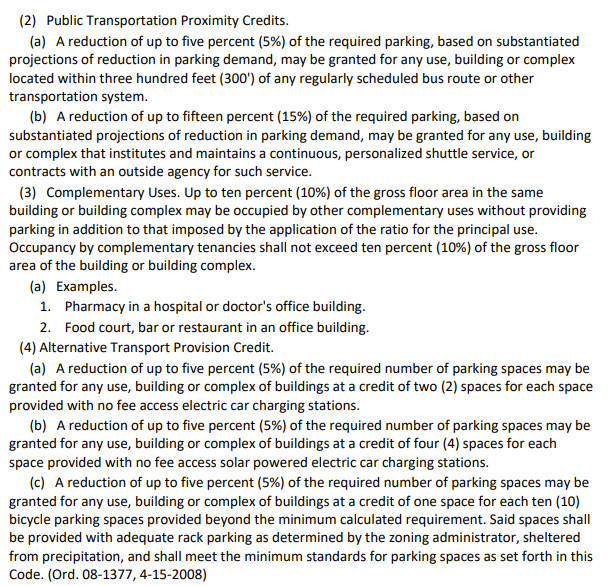 (2) Public Transportation Proximity Credits.
(a) A reduction of up to five percent (5%) of the required parking, based on substantiated
projections of reduction in parking demand, may be granted for any use, building or complex
located within three hundred feet (300') of any regularly scheduled bus route or other
transportation system.
(b) A reduction of up to fifteen percent (15%) of the required parking, based on
substantiated projections of reduction in parking demand, may be granted for any use, building
or complex that institutes and maintains a continuous, personalized shuttle service, or
contracts with an outside agency for such service.
(3) Complementary Uses. Up to ten percent (10%) of the gross floor area in the same
building or building complex may be occupied by other complementary uses without providing
parking in addition to that imposed by the application of the ratio for the principal use.
Occupancy by complementary tenancies shall not exceed ten percent (10%) of the gross floor
area of the building or building complex.
(a) Examples.
1. Pharmacy in a hospital or doctor's office building.
2. Food court, bar or restaurant in an office building.
(4) Alternative Transport Provision Credit.
(a) A reduction of up to five percent (5%) of the required number of parking spaces may be
granted for any use, building or complex of buildings at a credit of two (2) spaces for each space
provided with no fee access electric car charging stations.
(b) A reduction of up to five percent (5%) of the required number of parking spaces may be
granted for any use, building or complex of buildings at a credit of four (4) spaces for each
space provided with no fee access solar powered electric car charging stations.
(c) A reduction of up to five percent (5%) of the required number of parking spaces may be
granted for any use, building or complex of buildings at a credit of one space for each ten (10)
bicycle parking spaces provided beyond the minimum calculated requirement. Said spaces shall
be provided with adequate rack parking as determined by the zoning administrator, sheltered
from precipitation, and shall meet the minimum standards for parking spaces as set forth in this
Code. (Ord. 08-1377, 4-15-2008)